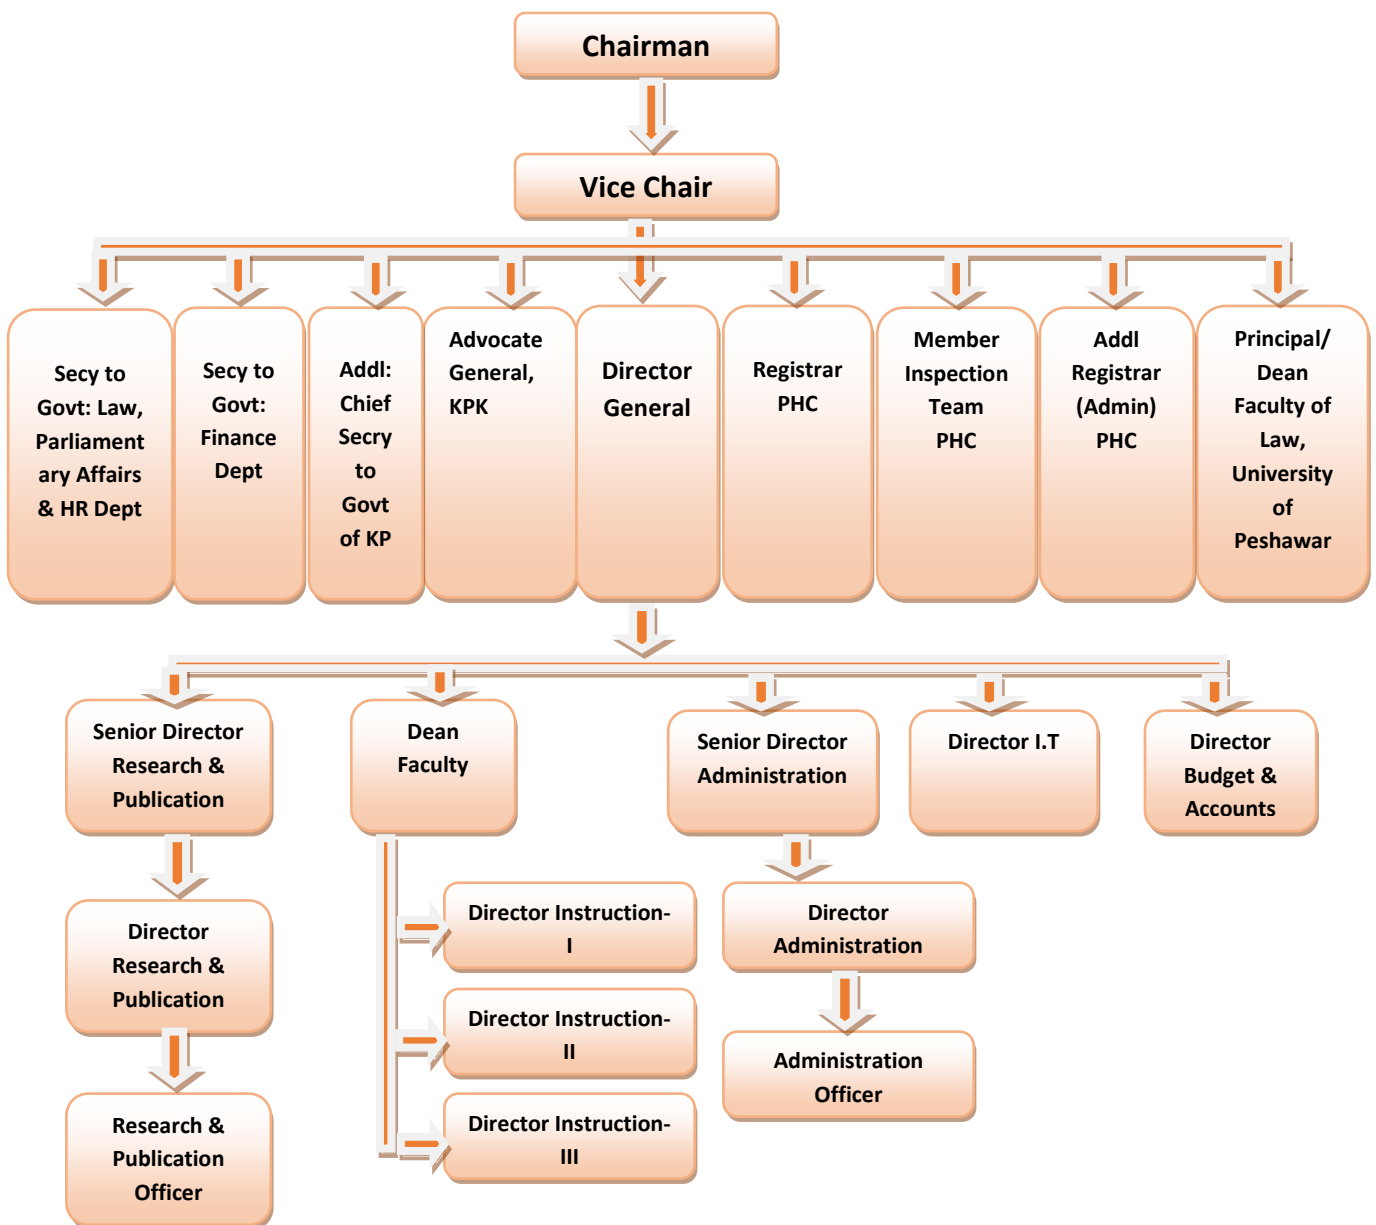 Chairman
Vice Chair
Secy to
Govt: Law,
Parliament
ary Affairs
& HR Dept
Secy to
Govt:
Finance
Dept
Addl:
Chief
Secry
to
Govt
of KP
Advocate
General,
KPK
Director
General
Registrar
PHC
Member
Inspection
Team
PHC
Addl
Registrar
(Admin)
PHC
Principal/
Dean
Faculty of
Law,
University
of
Peshawar
Senior Director
Research &
Publication
Dean
Faculty
Senior Director
Administration
Director I.T
Director
Budget &
Accounts
Director
Research &
Publication
Research &
Publication
Officer
Director Instruction-
I
Director Instruction-
II
Director Instruction-
III
Director
Administration
Administration
Officer